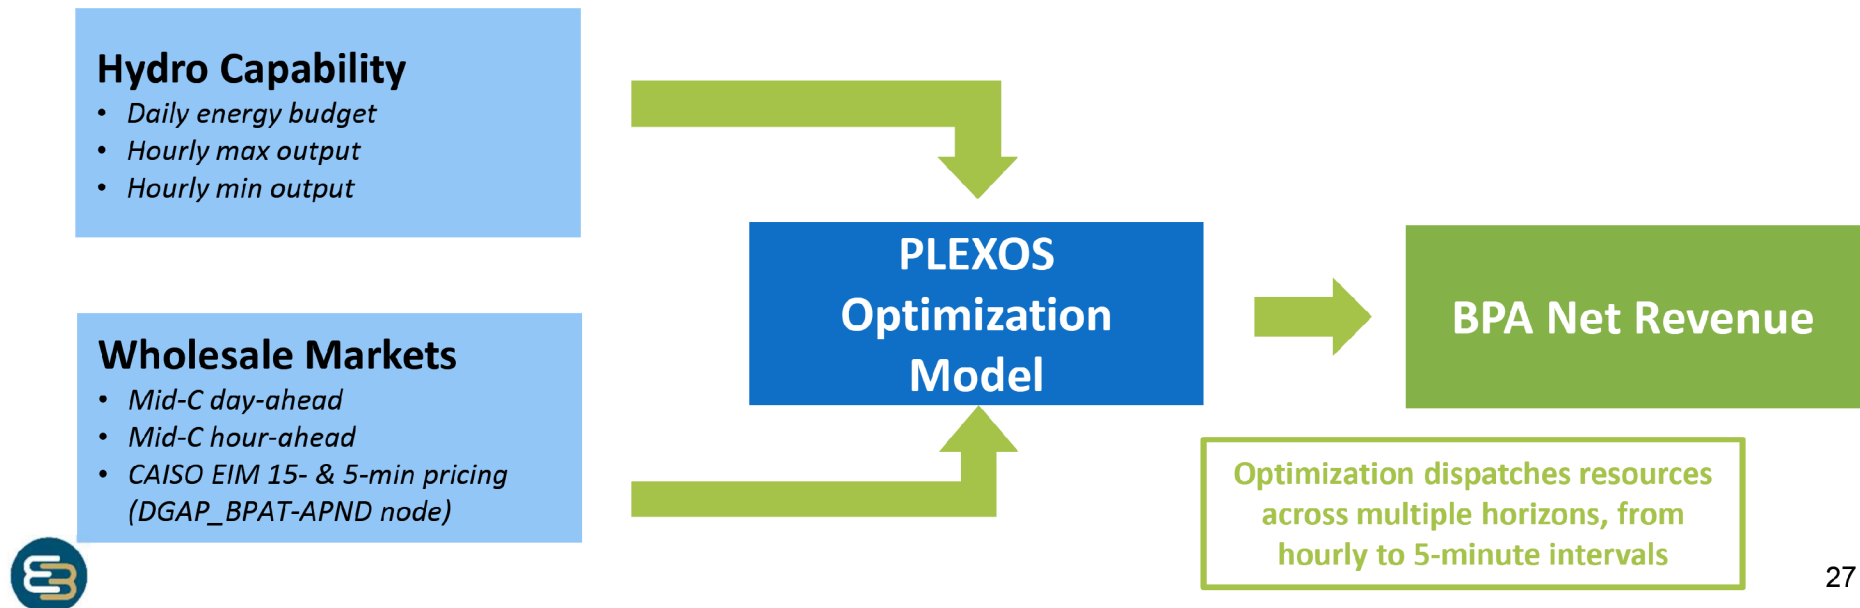 Hydro Capability
• Daily energy budget
• Hourly max output
• Hourly min output
Wholesale Markets
• Mid-C day-ahead
• Mid-C hour-ahead
• CAISO EIM 15- & 5-min pricing
(DGAP_BPAT-APND node)
PLEXOS
Optimization
Model
BPA Net Revenue
Optimization dispatches resources
across multiple horizons, from
hourly to 5-minute intervals
27